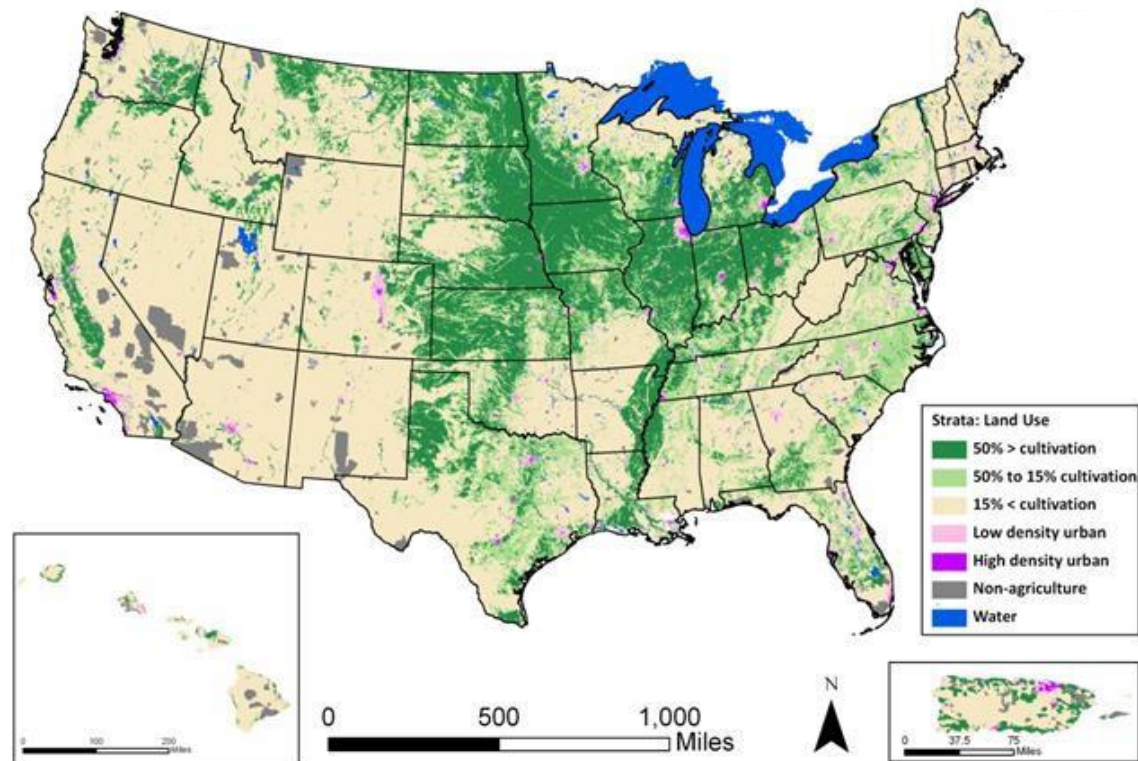 Strata: Land Use
50% > cultivation
50% to 15% cultivation
15% < cultivation
Low density urban
High density urban
Non-agriculture
Water
0 100 200
Miles
0 500 1,000
Miles
N
0 37.5 75
Miles